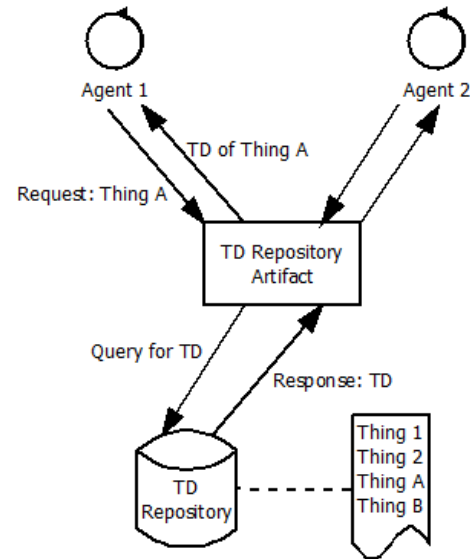 Agent 1
Agent 2
TD of Thing A
Request: Thing A
TD Repository
Artifact
Query for TD
Response: TD
TD
Repository
Thing 1
Thing 2
Thing A
Thing B